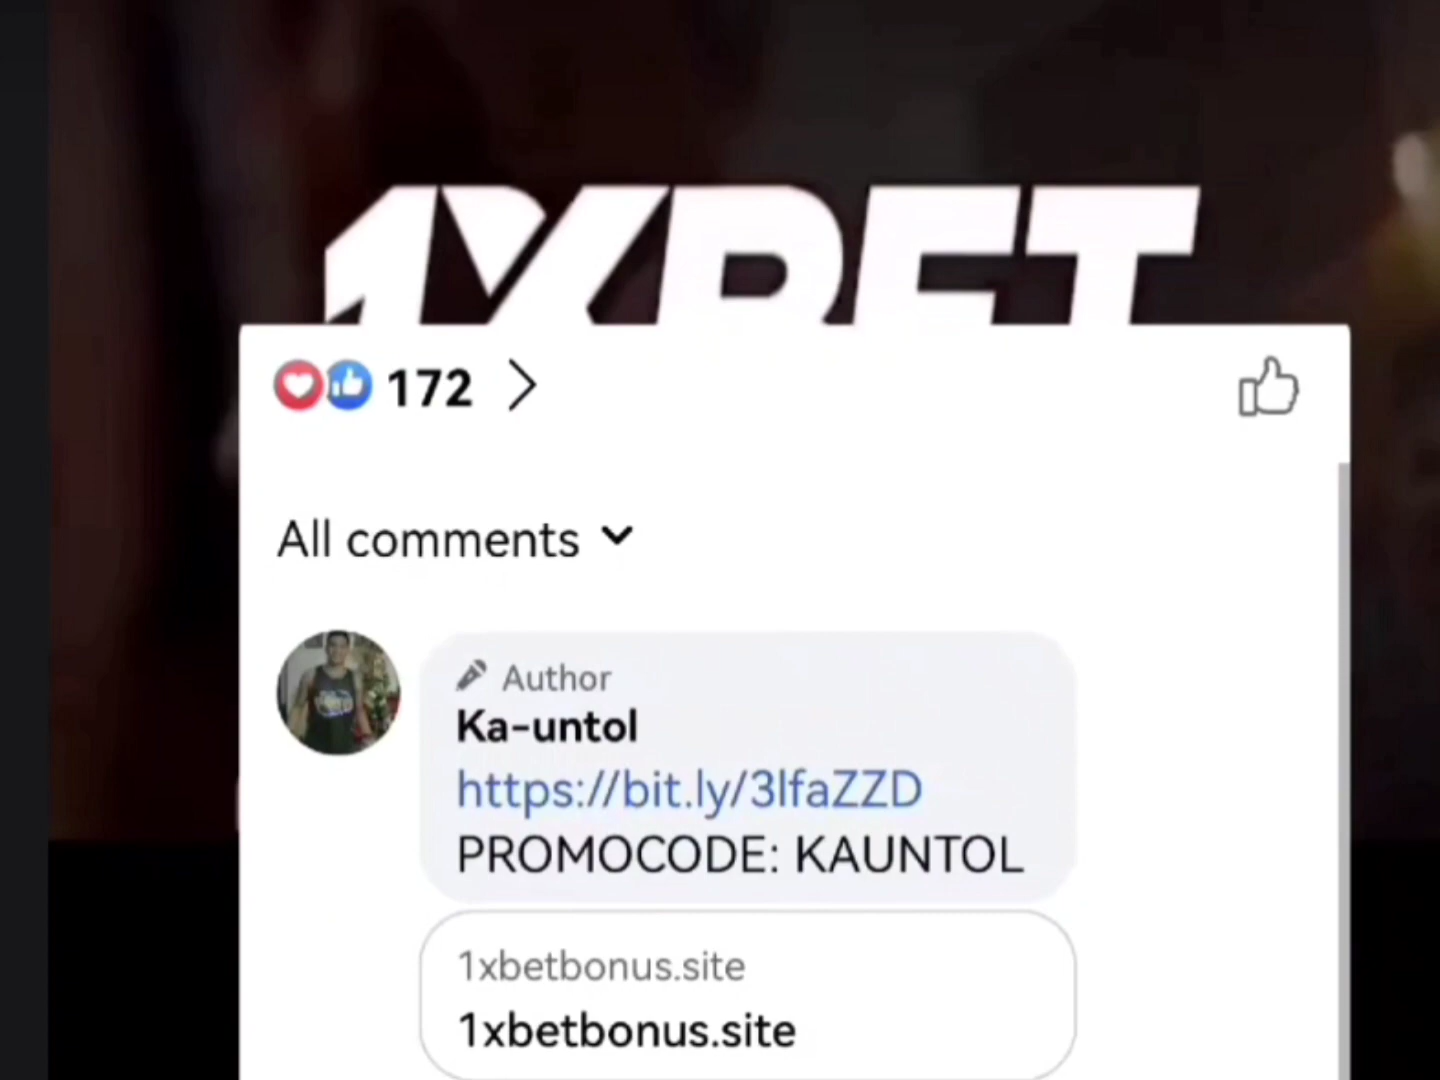 1XBET
172
All comments
Author
Ka-untol
https://bit.ly/3lfaZZD
PROMOCODE: KAUNTOL
1xbetbonus.site
1xbetbonus.site